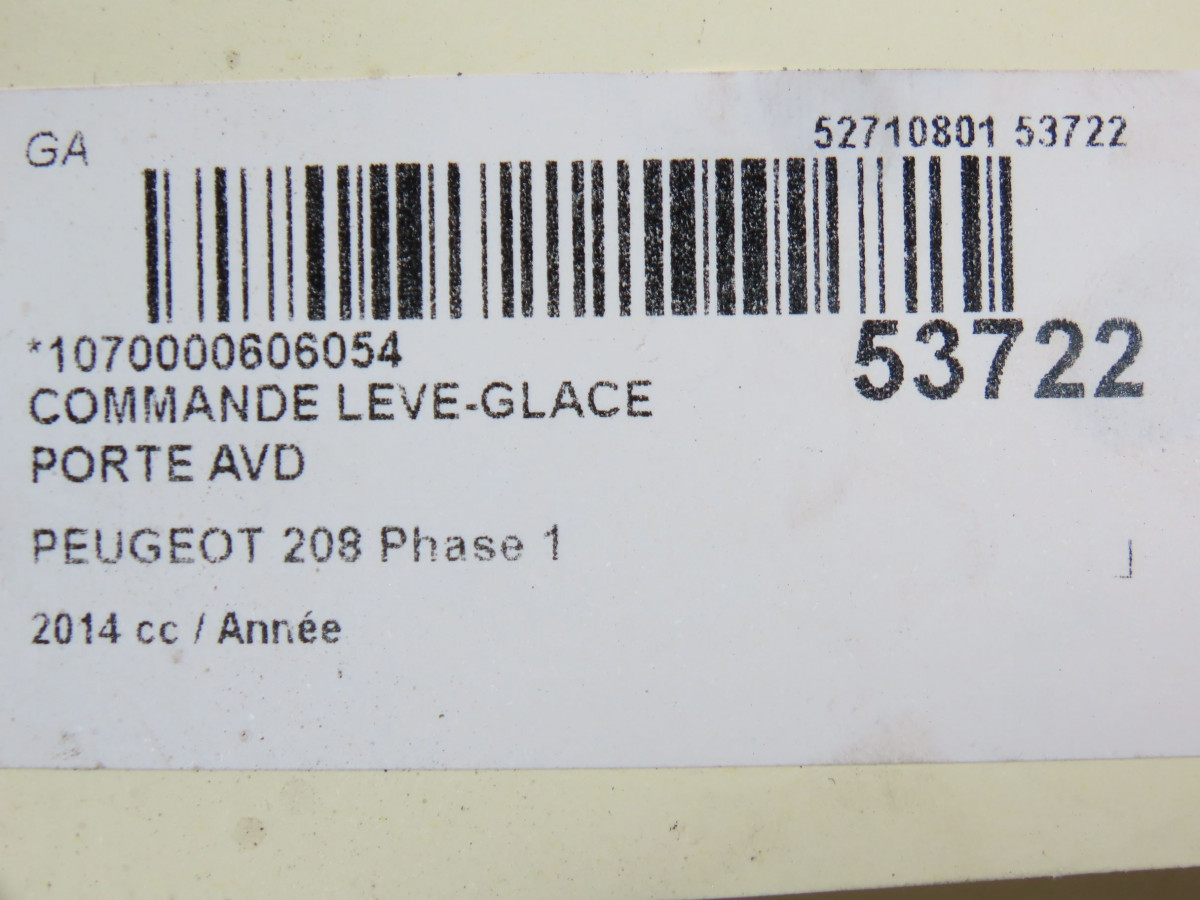 GA
52710801 53722
*1070000606054
53722
COMMANDE LEVE-GLACE
PORTE AVD
PEUGEOT 208 Phase 1
2014 cc / Année